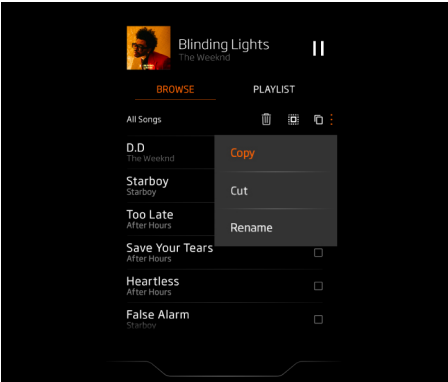 Blinding Lights
The Weeknd
BROWSE PLAYLIST
All Songs
D.D
The Weeknd
Copy
Starboy
Starboy
Cut
Too Late
After Hours
Rename
Save Your Tears
After Hours
Heartless
After Hours
False Alarm
Starboy